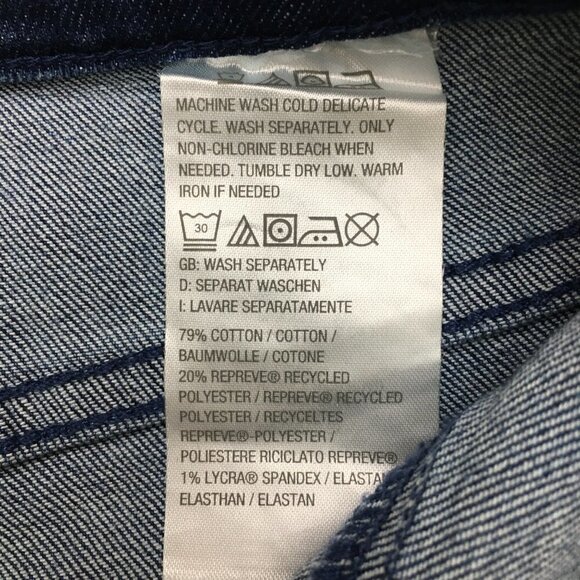 MACHINE WASH COLD DELICATE
CYCLE. WASH SEPARATELY. ONLY
NON-CHLORINE BLEACH WHEN
NEEDED. TUMBLE DRY LOW. WARM
IRON IF NEEDED
30
GB: WASH SEPARATELY
D: SEPARAT WASCHEN
I: LAVARE SEPARATAMENTE
79% COTTON / COTTON /
BAUMWOLLE / COTONE
20% REPREVE® RECYCLED
POLYESTER / REPREVE® RECYCLED
POLYESTER / RECYCELTES
REPREVE®-POLYESTER /
POLIESTERE RICICLATO REPREVE®
1% LYCRA® SPANDEX /
ELASTHAN / ELASTAN